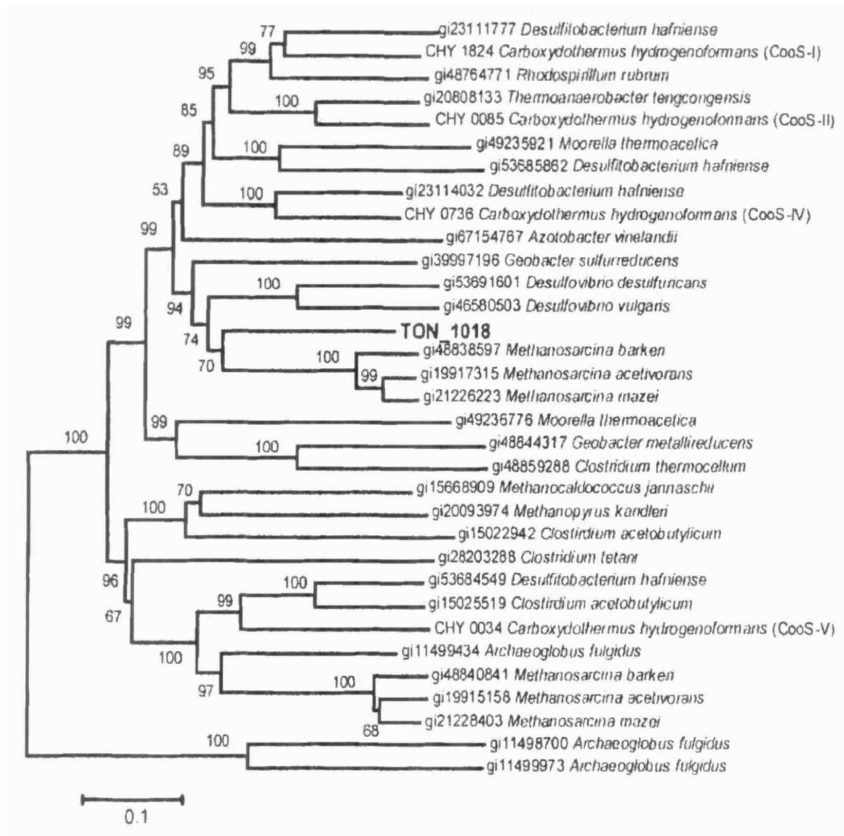 77 gi23111777 Desulfitobacterium hafniense
99 CHY 1824 Carboxydothermus hydrogenoformans (CooS-I)
95 gi48764771 Rhodospirillum rubrum
100 gi20808133 Thermoanaerobacter tengcongensis
85 CHY 0085 Carboxydothermus hydrogenoformans (CooS-II)
100 gi49235921 Moorella thermoacetica
89 gi53685862 Desulfitobacterium hafniense
53 100 gi23114032 Desulfitobacterium hafniense
CHY 0736 Carboxydothermus hydrogenoformans (CooS-IV)
99 gi67154767 Azotobacter vinelandii
gi39997196 Geobacter sulfurreducens
100 gi53691601 Desulfovibrio desulfuricans
94 gi46580503 Desulfovibrio vulgaris
99 74 TON_1018
70 100 gi48838597 Methanosarcina barkeri
99 gi19917315 Methanosarcina acetivorans
gi21226223 Methanosarcina mazei
99 gi49236776 Moorella thermoacetica
100 100 gi48844317 Geobacter metallireducens
gi48859288 Clostridium thermocellum
70 gi15668909 Methanocaldococcus jannaschii
100 gi20093974 Methanopyrus kandleri
gi15022942 Clostirdium acetobutylicum
gi28203288 Clostridium tetani
96 100 gi53684549 Desulfitobacterium hafniense
67 99 gi15025519 Clostirdium acetobutylicum
CHY 0034 Carboxydothermus hydrogenoformans (CooS-V)
100 gi11499434 Archaeoglobus fulgidus
97 100 gi48840841 Methanosarcina barkeri
gi19915158 Methanosarcina acetivorans
68 gi21228403 Methanosarcina mazei
100 gi11498700 Archaeoglobus fulgidus
gi11499973 Archaeoglobus fulgidus
0.1